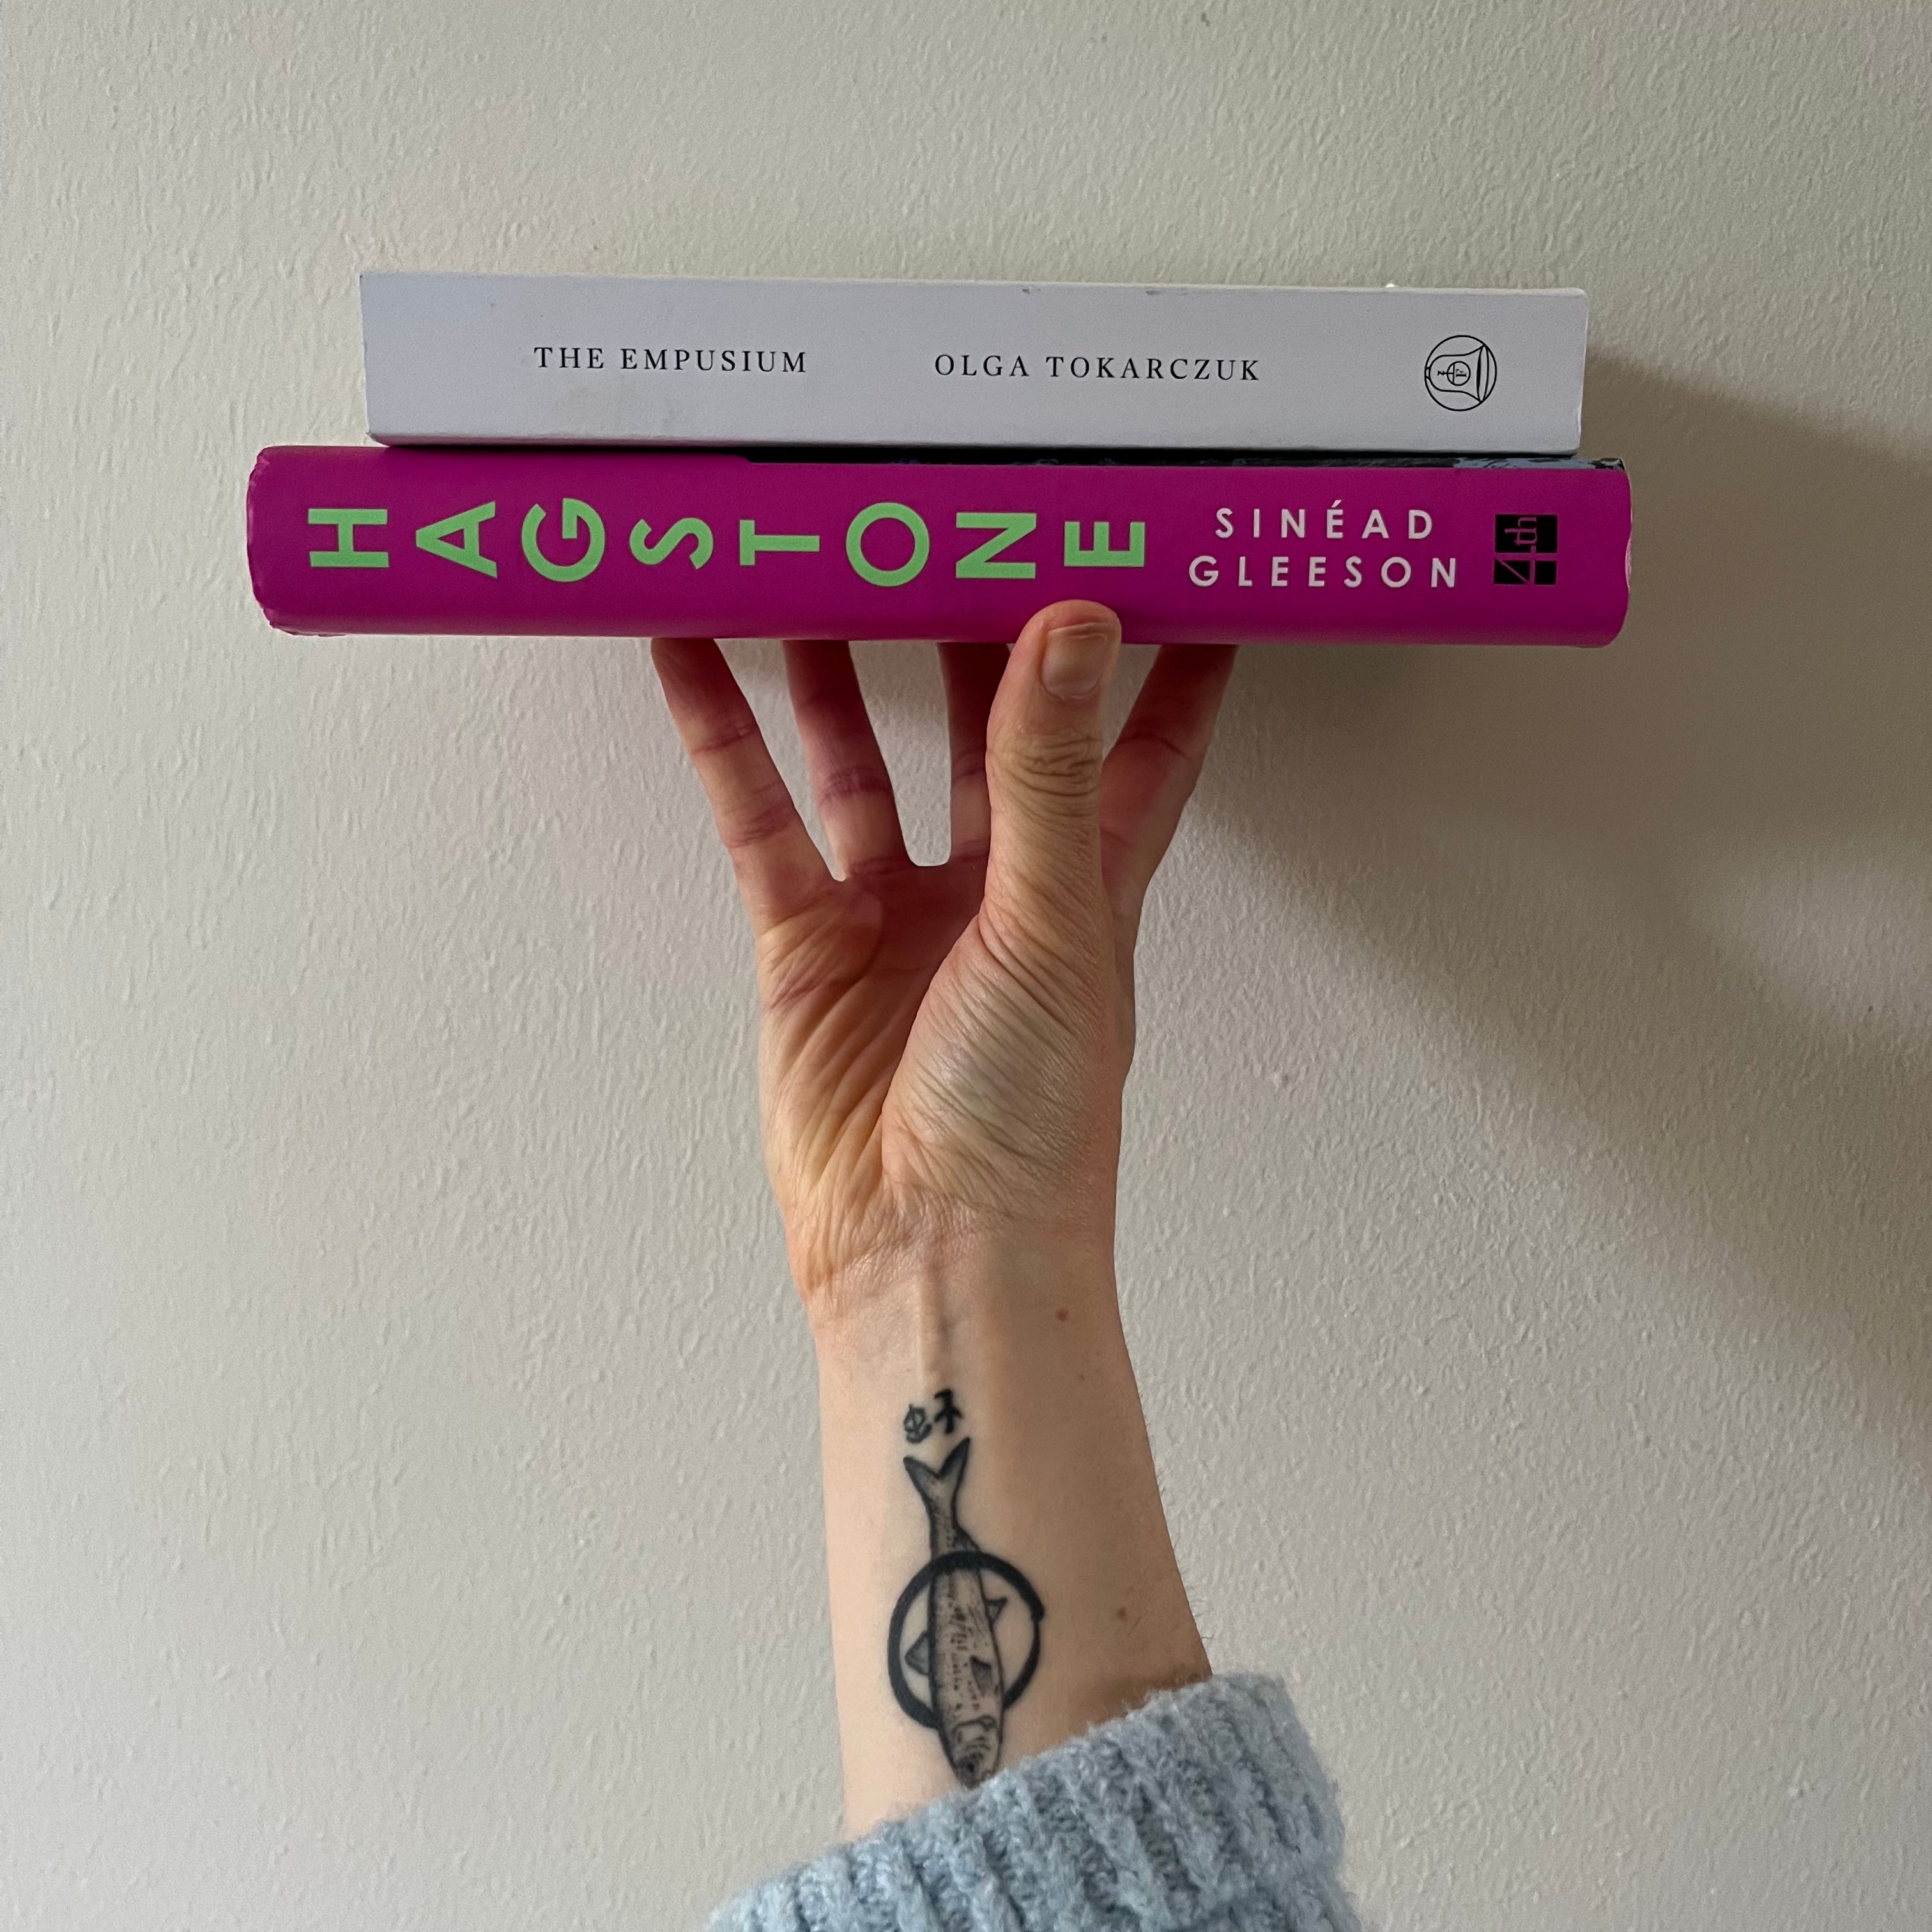 THE EMPUSIUM OLGA TOKARCZUK
HAGSTONE
SINÉAD
GLEESON
4th